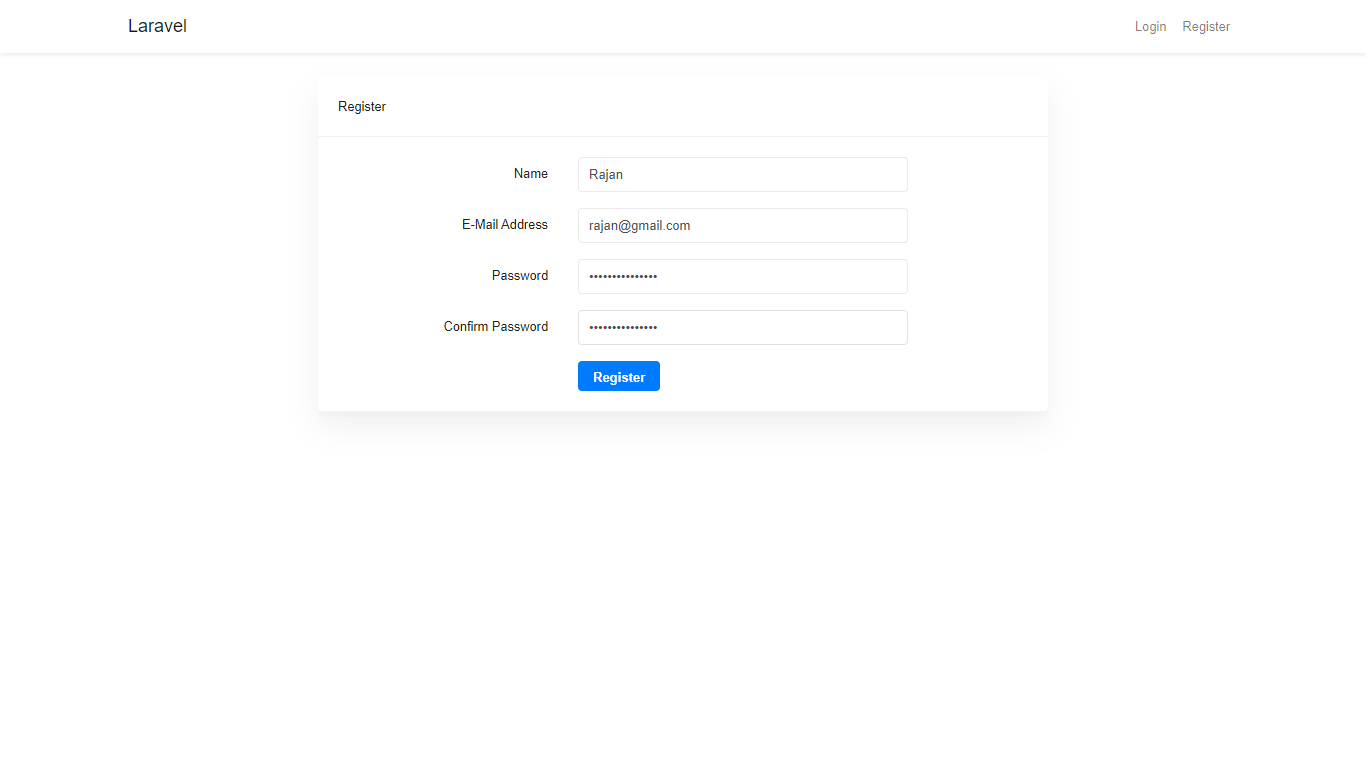 Laravel
Login Register
Register
Name Rajan
E-Mail Address rajan@gmail.com
Password •••••••••••••••
Confirm Password •••••••••••••••
Register